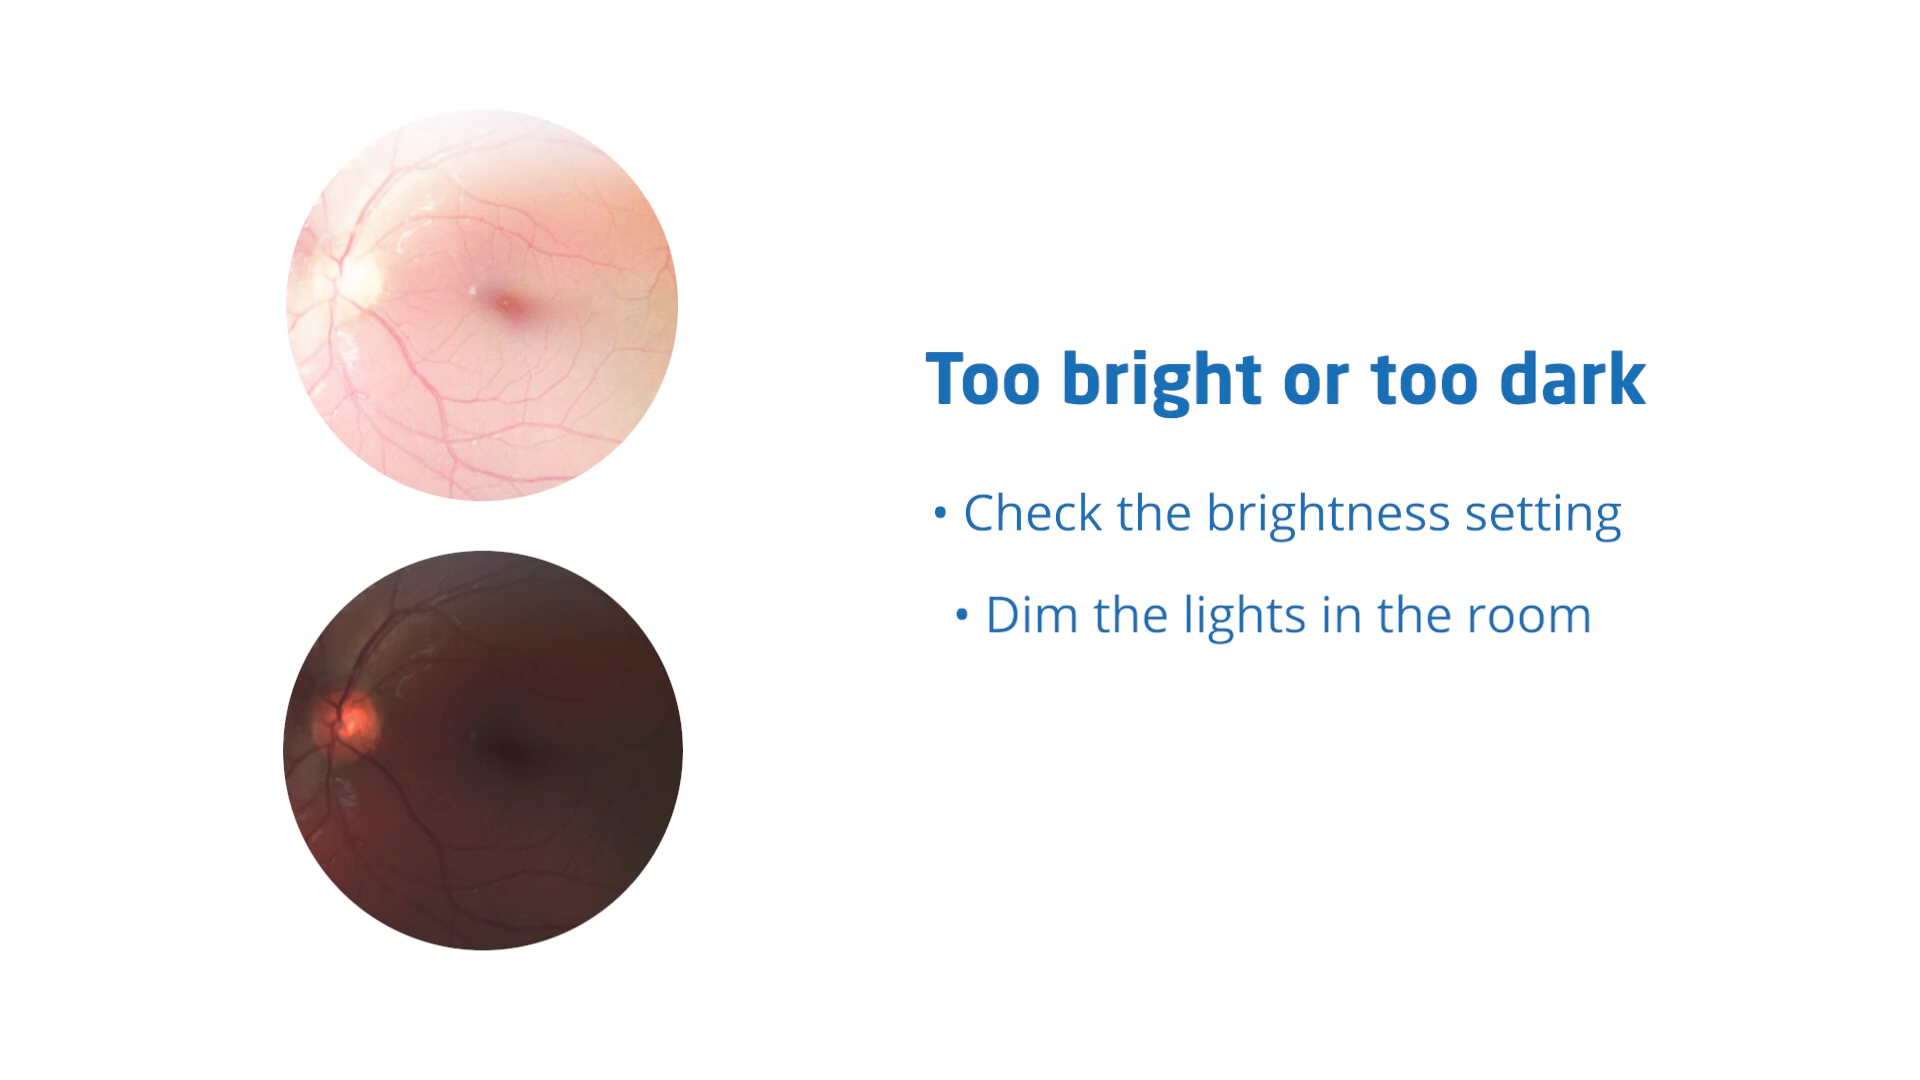 Too bright or too dark
• Check the brightness setting
• Dim the lights in the room